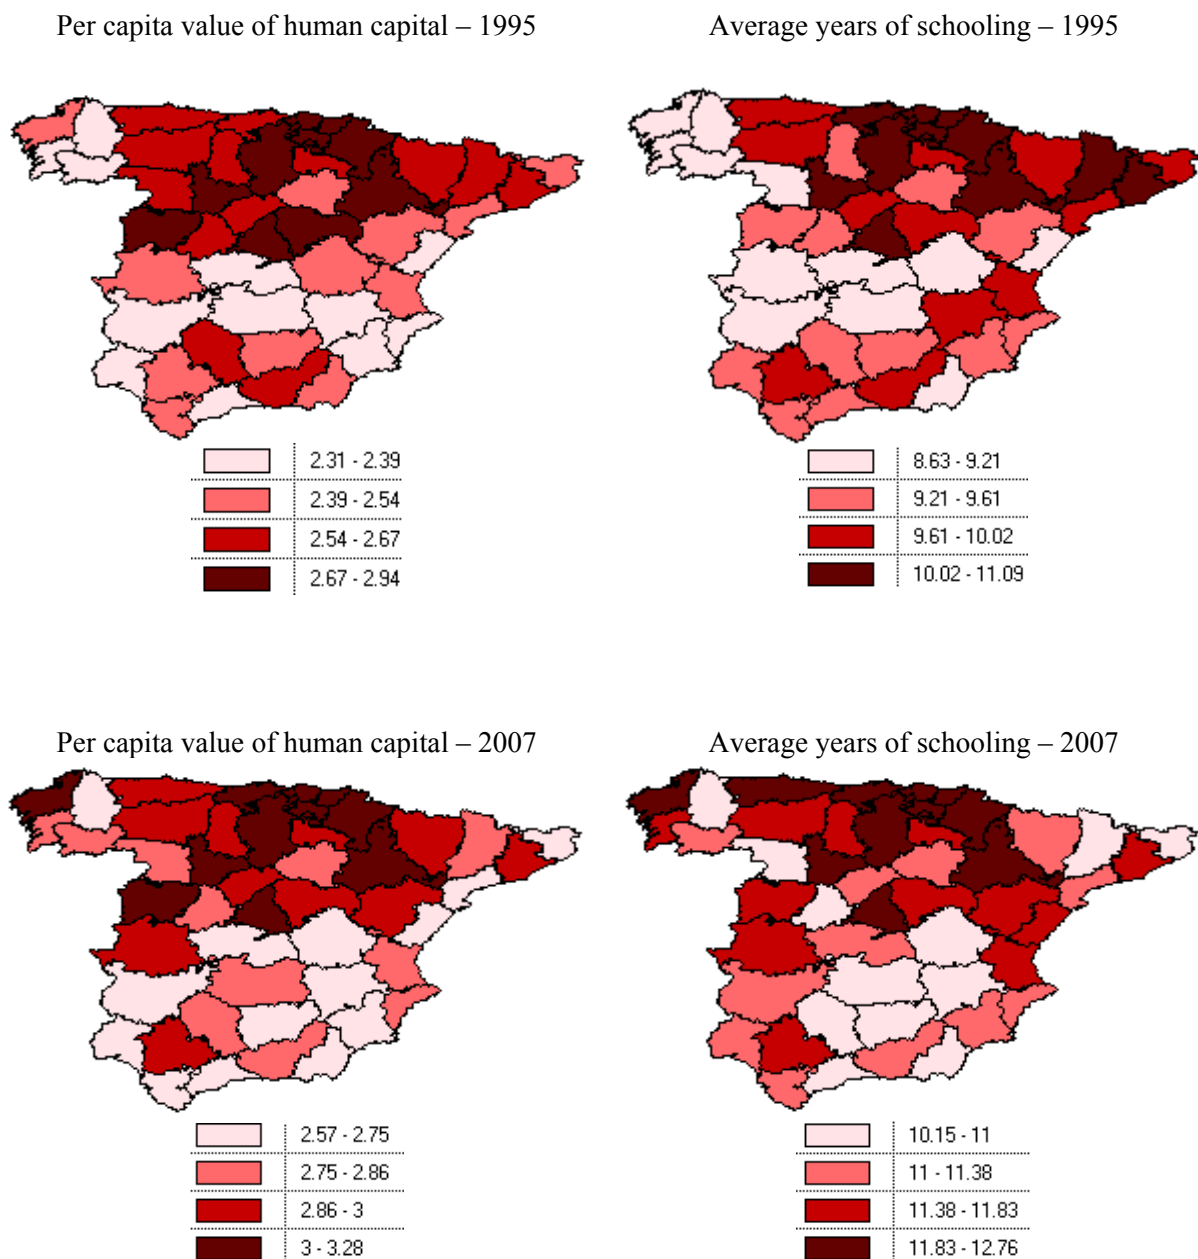 Per capita value of human capital – 1995
Average years of schooling – 1995
2.31 - 2.39
2.39 - 2.54
2.54 - 2.67
2.67 - 2.94
8.63 - 9.21
9.21 - 9.61
9.61 - 10.02
10.02 - 11.09
Per capita value of human capital – 2007
Average years of schooling – 2007
2.57 - 2.75
2.75 - 2.86
2.86 - 3
3 - 3.28
10.15 - 11
11 - 11.38
11.38 - 11.83
11.83 - 12.76